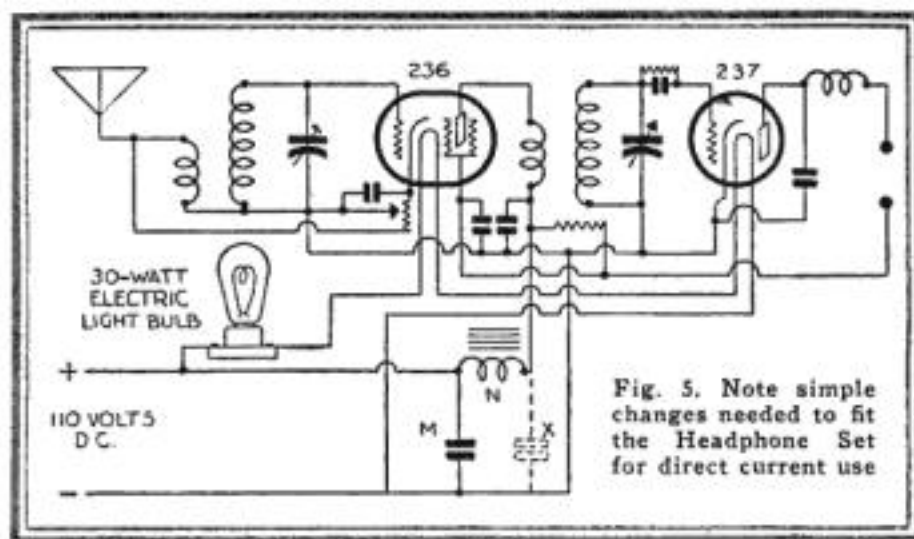 236
237
30-WATT
ELECTRIC
LIGHT BULB
+
110 VOLTS
D.C.
−
N
M
X
Fig. 5. Note simple
changes needed to fit
the Headphone Set
for direct current use